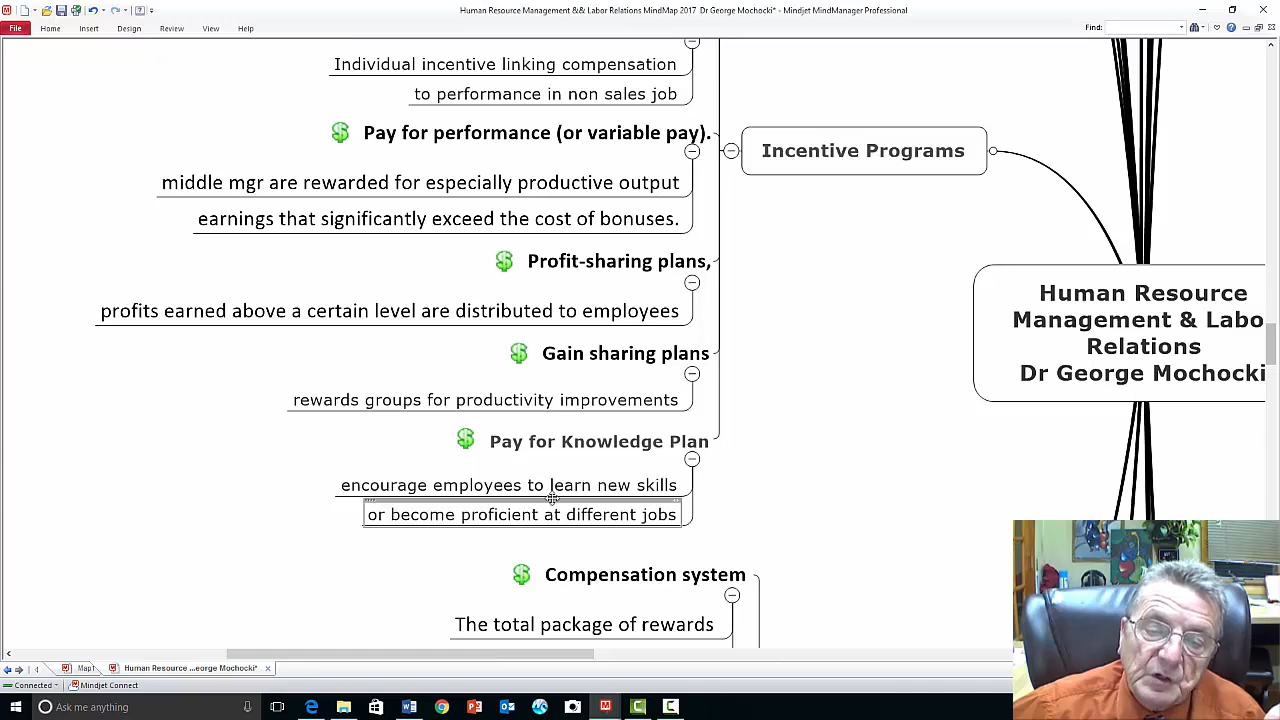 Human Resource Management && Labor Relations MindMap 2017 Dr George Mochocki* - Mindjet MindManager Professional
File Home Insert Design Review View Help Find:
Individual incentive linking compensation
to performance in non sales job
Pay for performance (or variable pay).
Incentive Programs
middle mgr are rewarded for especially productive output
earnings that significantly exceed the cost of bonuses.
Profit-sharing plans,
profits earned above a certain level are distributed to employees
Human Resource
Management & Labo
Relations
Dr George Mochocki
Gain sharing plans
rewards groups for productivity improvements
Pay for Knowledge Plan
encourage employees to learn new skills
or become proficient at different jobs
Compensation system
The total package of rewards
Map1 Human Resource ...eorge Mochocki*
Connected Mindjet Connect
Ask me anything